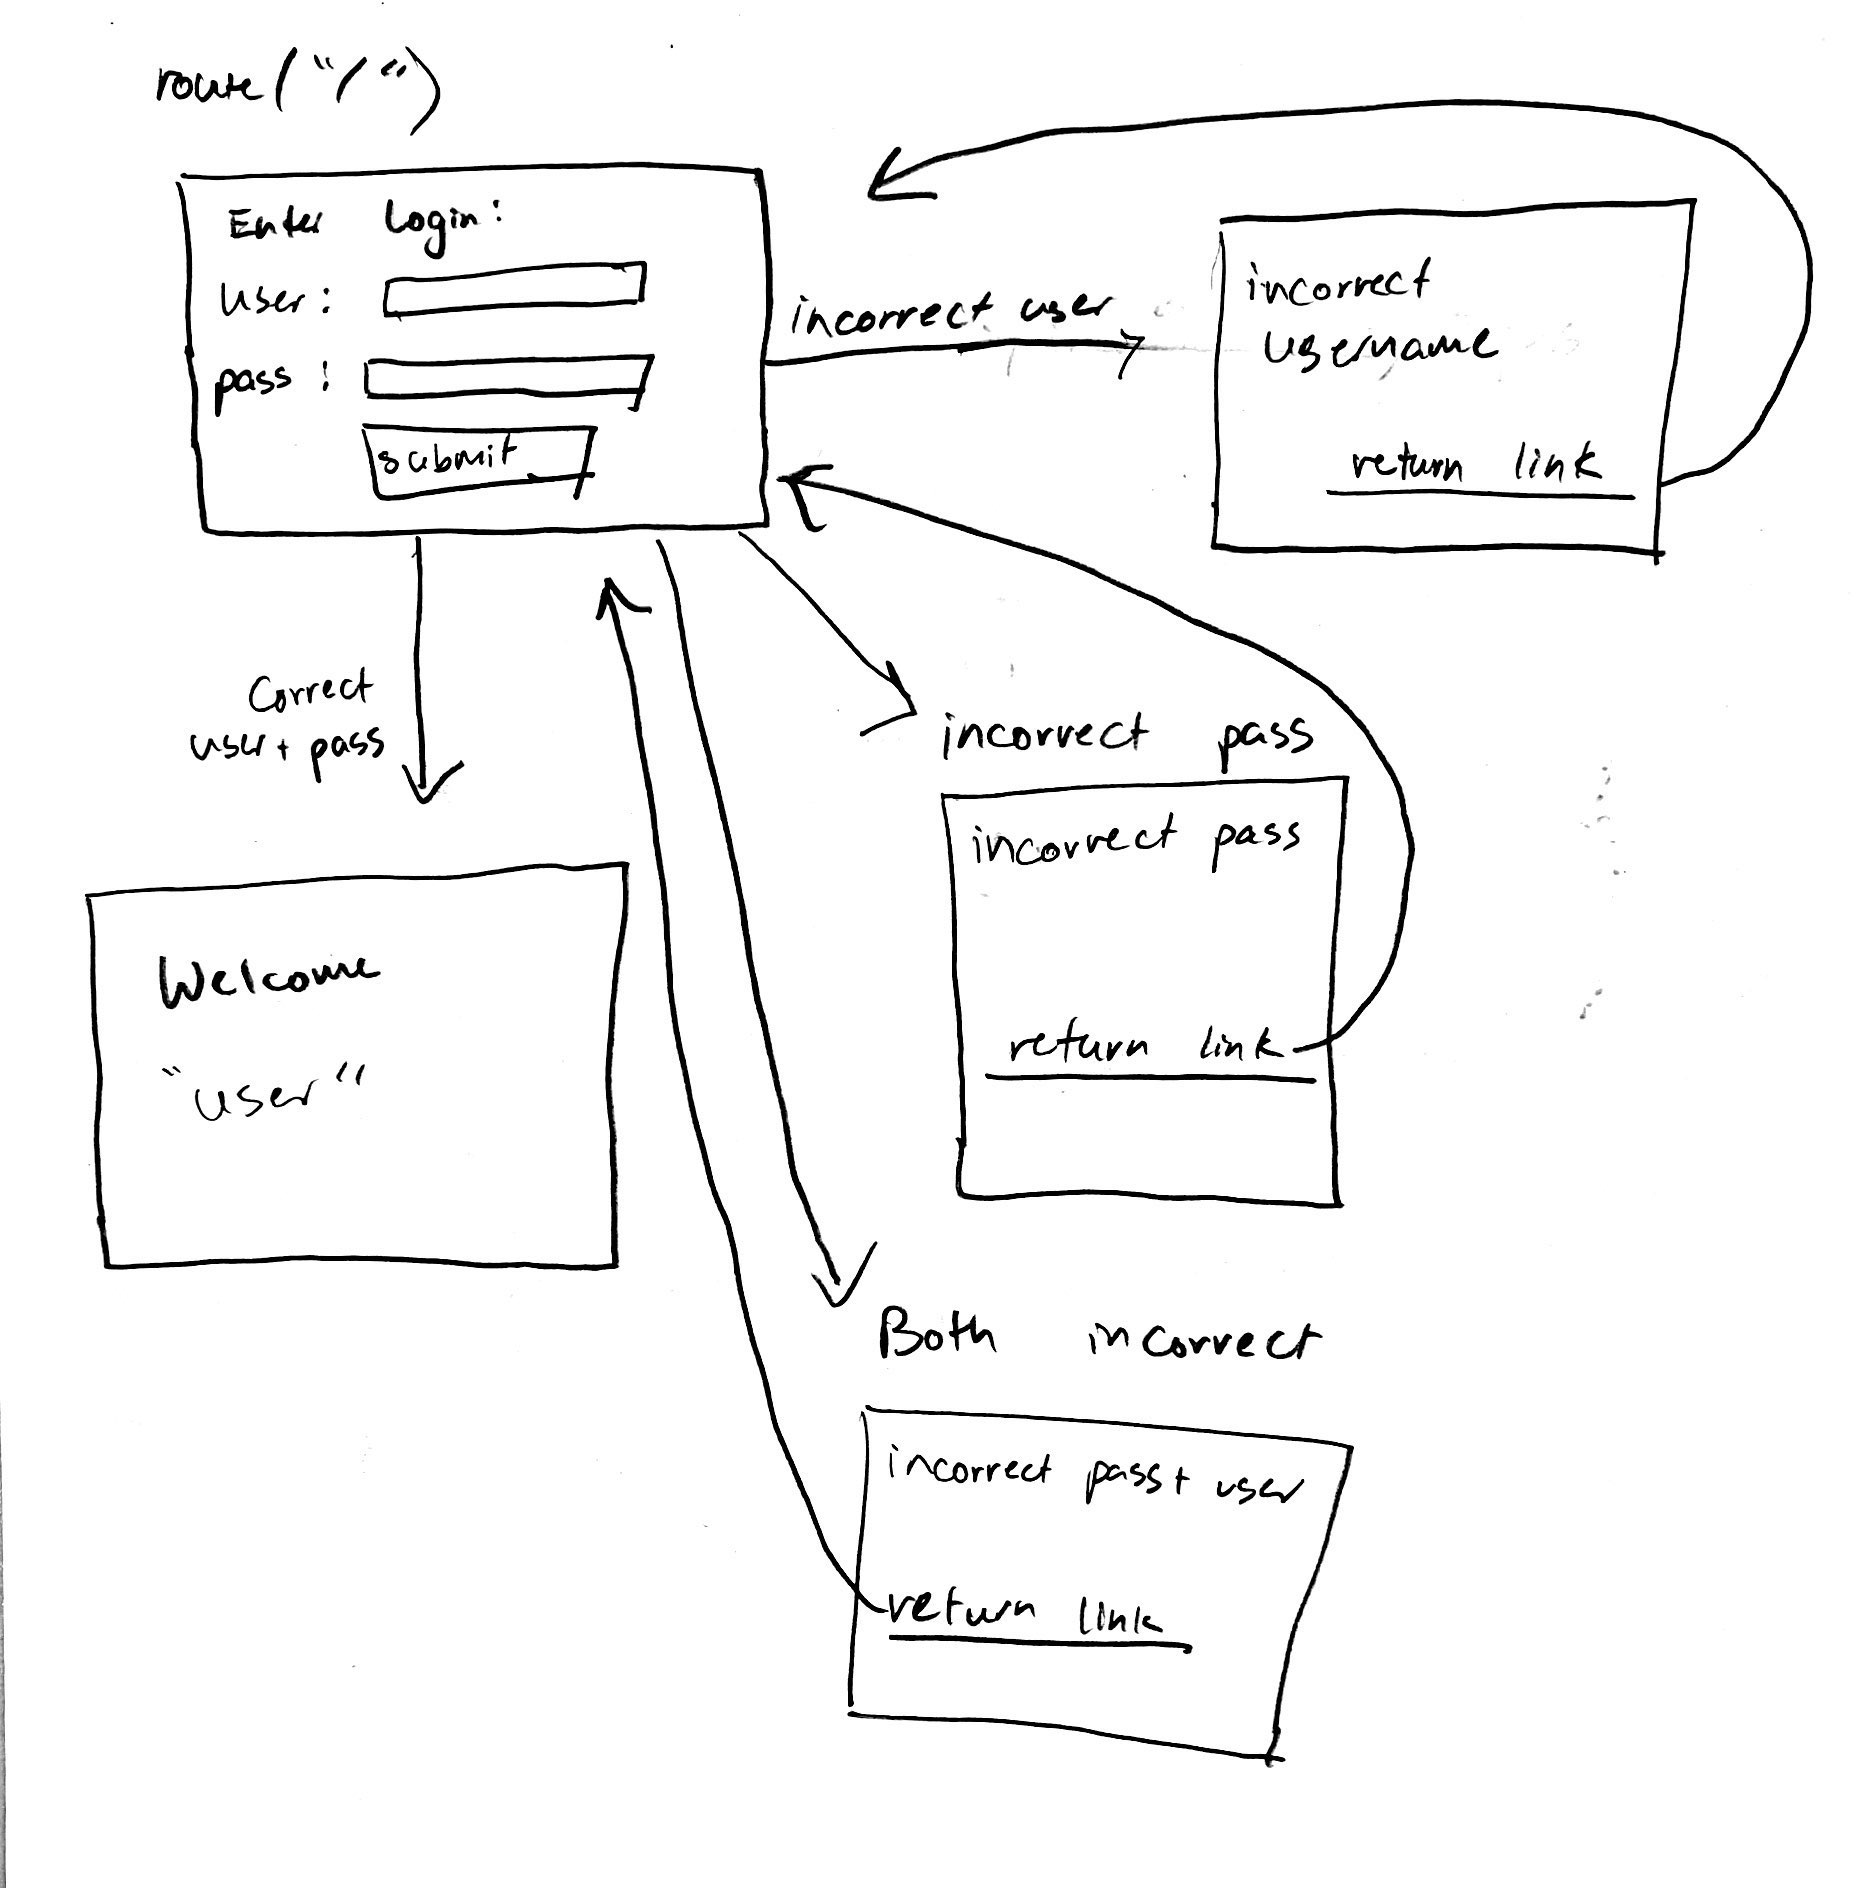 route("/")
Enter Login:
user:
pass:
submit
incorrect user
incorrect
username
return link
Correct
user + pass
incorrect pass
incorrect pass
return link
Welcome
"user"
Both incorrect
incorrect pass + user
return link